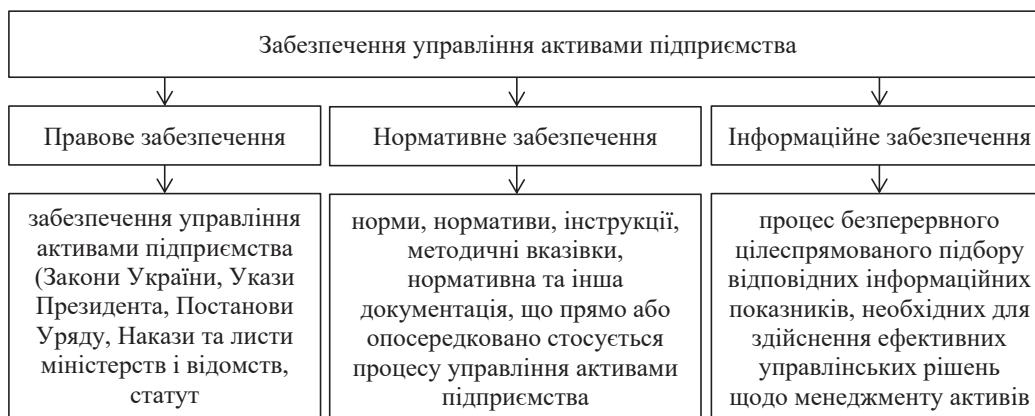 Забезпечення управління активами підприємства
Правове забезпечення
Нормативне забезпечення
Інформаційне забезпечення
забезпечення управління
активами підприємства
(Закони України, Укази
Президента, Постанови
Уряду, Накази та листи
міністерств і відомств,
статут
норми, нормативи, інструкції,
методичні вказівки,
нормативна та інша
документація, що прямо або
опосередковано стосується
процесу управління активами
підприємства
процес безперервного
цілеспрямованого підбору
відповідних інформаційних
показників, необхідних для
здійснення ефективних
управлінських рішень
щодо менеджменту активів